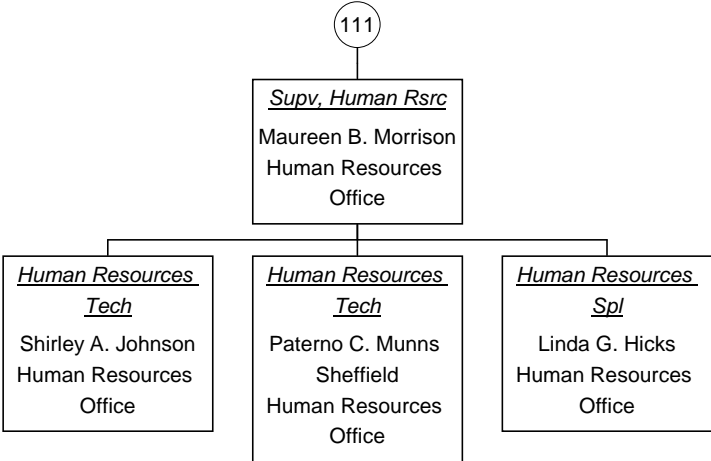 111
Supv, Human Rsrc
Maureen B. Morrison
Human Resources
Office
Human Resources
Tech
Shirley A. Johnson
Human Resources
Office
Human Resources
Tech
Paterno C. Munns
Sheffield
Human Resources
Office
Human Resources
Spl
Linda G. Hicks
Human Resources
Office